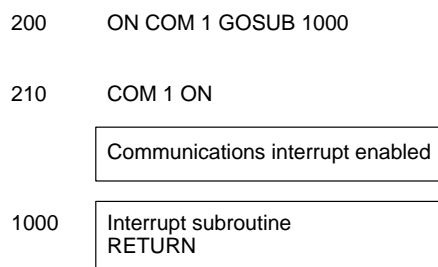 200 ON COM 1 GOSUB 1000
210 COM 1 ON
Communications interrupt enabled
1000 Interrupt subroutine
RETURN